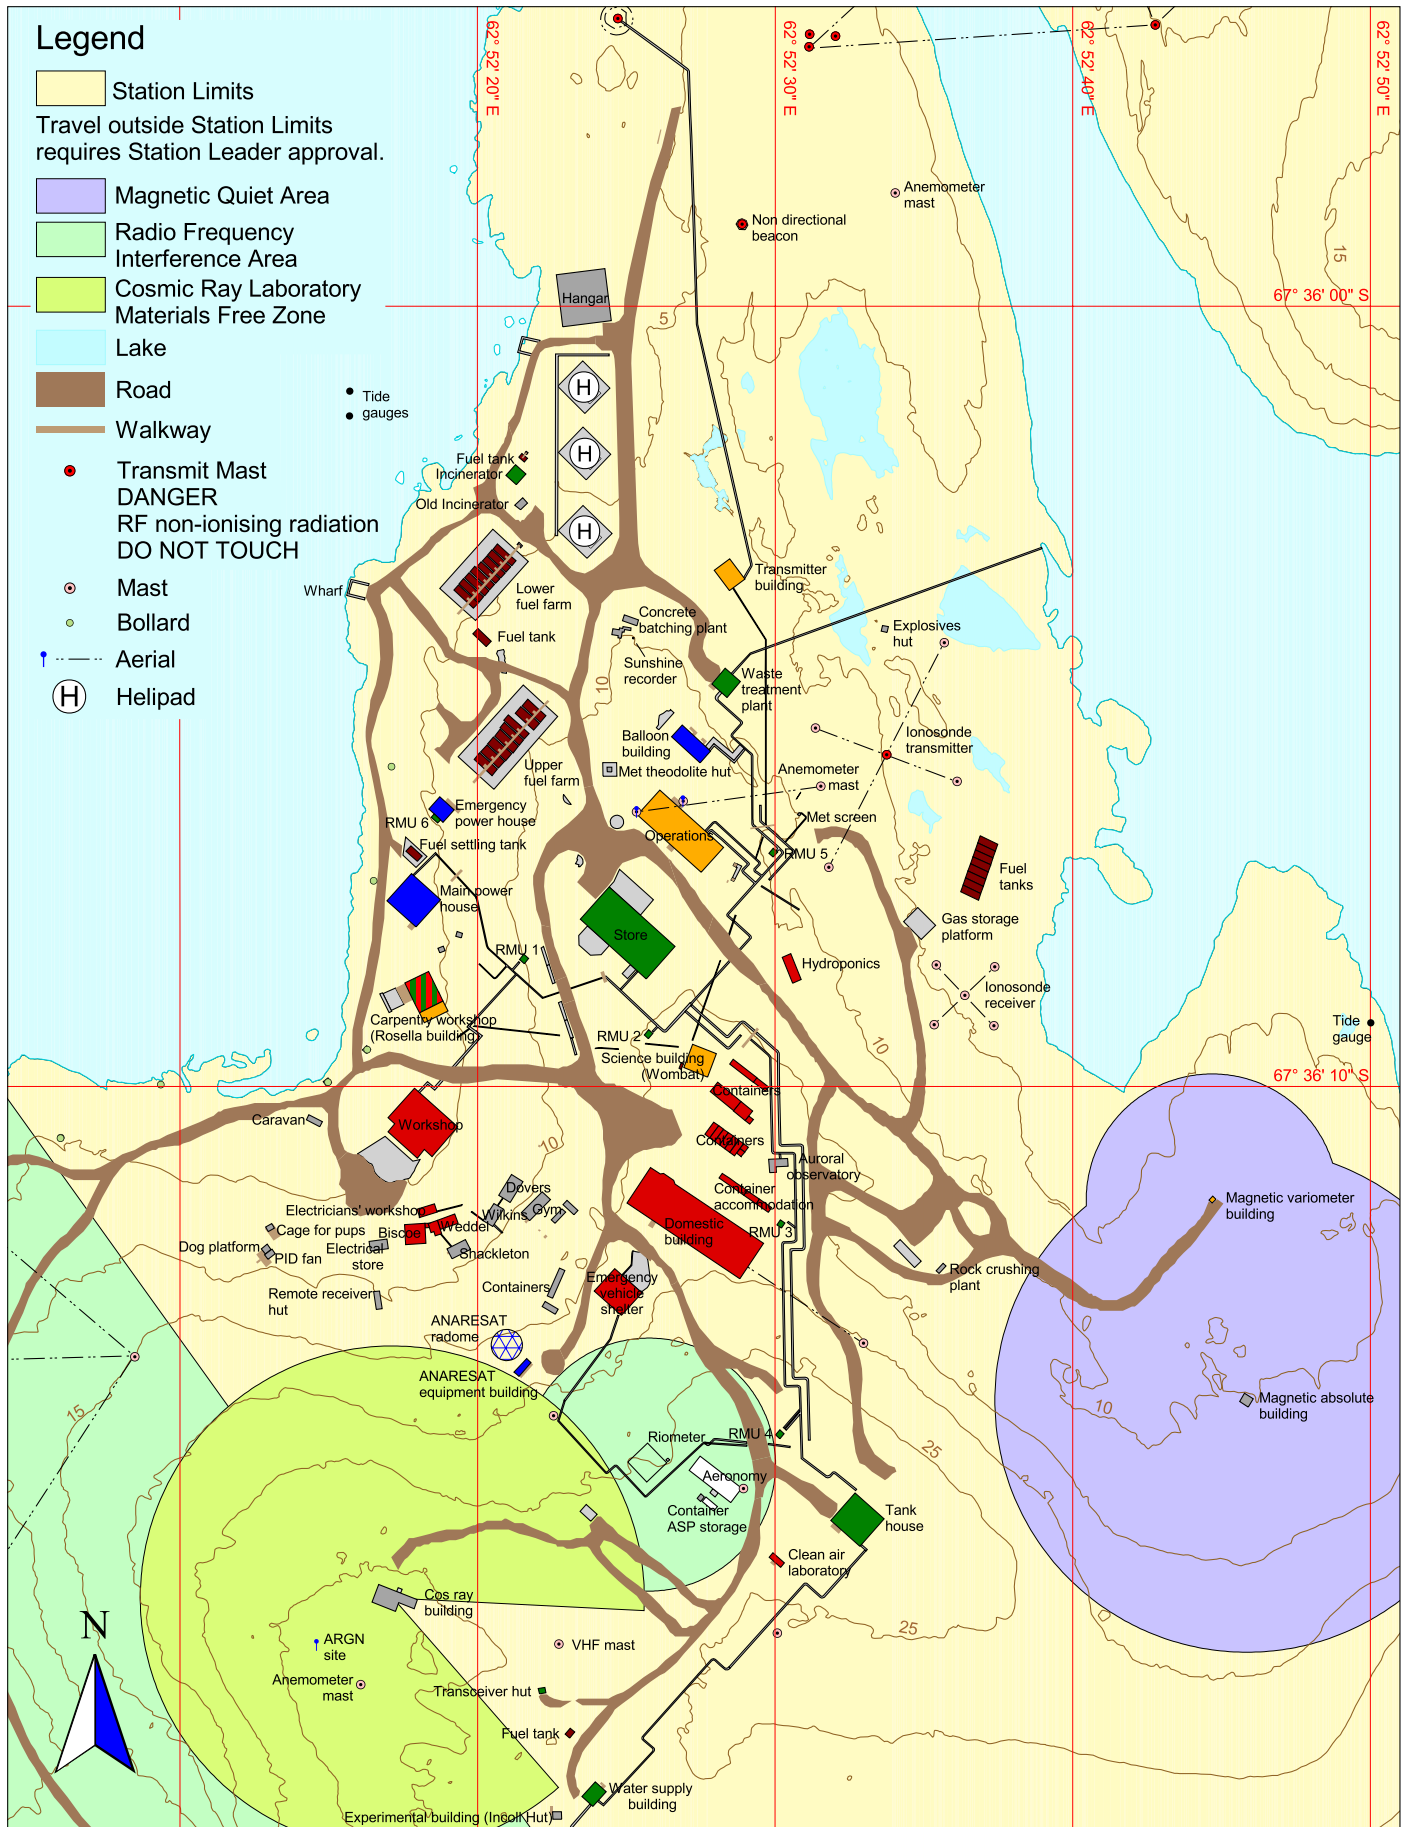 Legend
Station Limits
Travel outside Station Limits
requires Station Leader approval.
Magnetic Quiet Area
Radio Frequency
Interference Area
Cosmic Ray Laboratory
Materials Free Zone
Lake
Road
Walkway
Transmit Mast
DANGER
RF non-ionising radiation
DO NOT TOUCH
Mast
Bollard
Aerial
H Helipad
62° 52' 20" E
62° 52' 30" E
62° 52' 40" E
62° 52' 50" E
Anemometer
mast
Non directional
beacon
15
Hangar
67° 36' 00" S
5
H
Tide
gauges
H
Fuel tank
Incinerator
Old Incinerator
H
Transmitter
building
Wharf
Lower
fuel farm
Concrete
batching plant
Explosives
hut
Fuel tank
Sunshine
recorder
10
Waste
treatment
plant
Balloon
building
Ionosonde
transmitter
Upper
fuel farm
Met theodolite hut
Anemometer
mast
Emergency
power house
RMU 6
Met screen
Operations
Fuel settling tank
RMU 5
Fuel
tanks
Main power
house
Gas storage
platform
Store
RMU 1
Hydroponics
Ionosonde
receiver
Carpentry workshop
(Rosella building)
Tide
gauge
RMU 2
10
Science building
(Wombat)
67° 36' 10" S
Containers
Caravan
Workshop
10
Containers
Auroral
observatory
Dovers
Container
accommodation
Magnetic variometer
building
Electricians' workshop
Wilkins
Gym
Cage for pups
Biscoe
Weddel
Domestic
building
RMU 3
Dog platform
PID fan
Electrical
store
Shackleton
Rock crushing
plant
Containers
Emergency
vehicle
shelter
Remote receiver
hut
ANARESAT
radome
ANARESAT
equipment building
Magnetic absolute
building
10
15
Riometer
RMU 4
25
Aeronomy
Container
ASP storage
Tank
house
Clean air
laboratory
Cos ray
building
25
N
ARGN
site
VHF mast
Anemometer
mast
Transceiver hut
Fuel tank
Water supply
building
Experimental building (Incoll Hut)